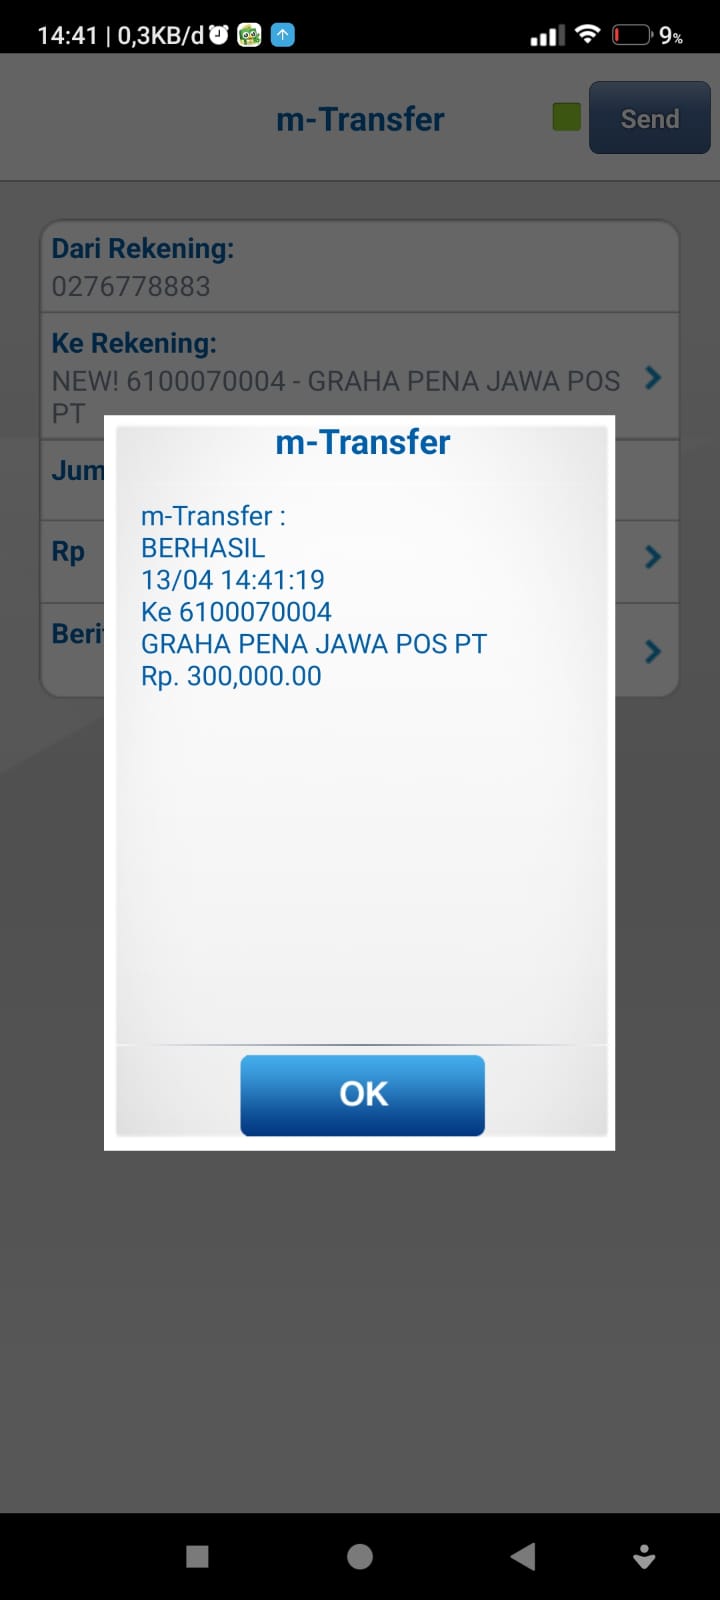 14:41 | 0,3KB/d
9%
m-Transfer
Send
Dari Rekening:
0276778883
Ke Rekening:
NEW! 6100070004 - GRAHA PENA JAWA POS
PT
Jum
Rp
Beri
m-Transfer
m-Transfer :
BERHASIL
13/04 14:41:19
Ke 6100070004
GRAHA PENA JAWA POS PT
Rp. 300,000.00
OK